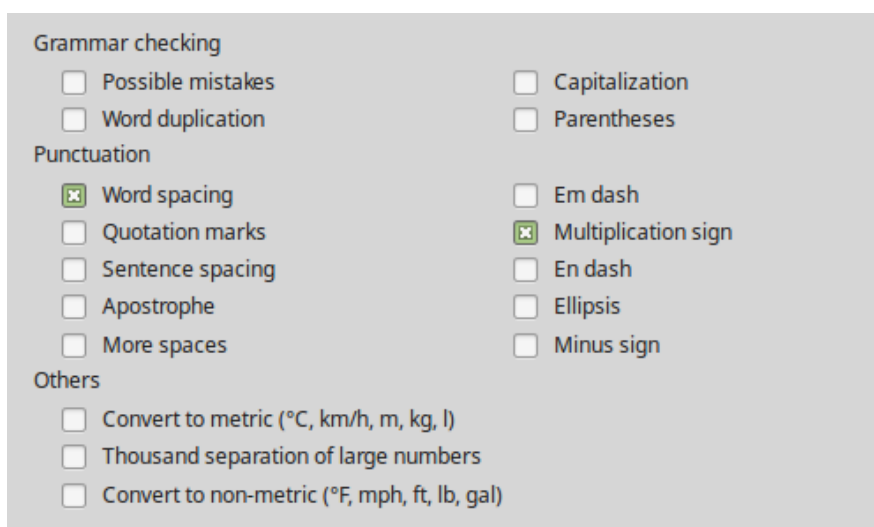 Grammar checking
Possible mistakes Capitalization
Word duplication Parentheses
Punctuation
Word spacing Em dash
Quotation marks Multiplication sign
Sentence spacing En dash
Apostrophe Ellipsis
More spaces Minus sign
Others
Convert to metric (°C, km/h, m, kg, l)
Thousand separation of large numbers
Convert to non-metric (°F, mph, ft, lb, gal)